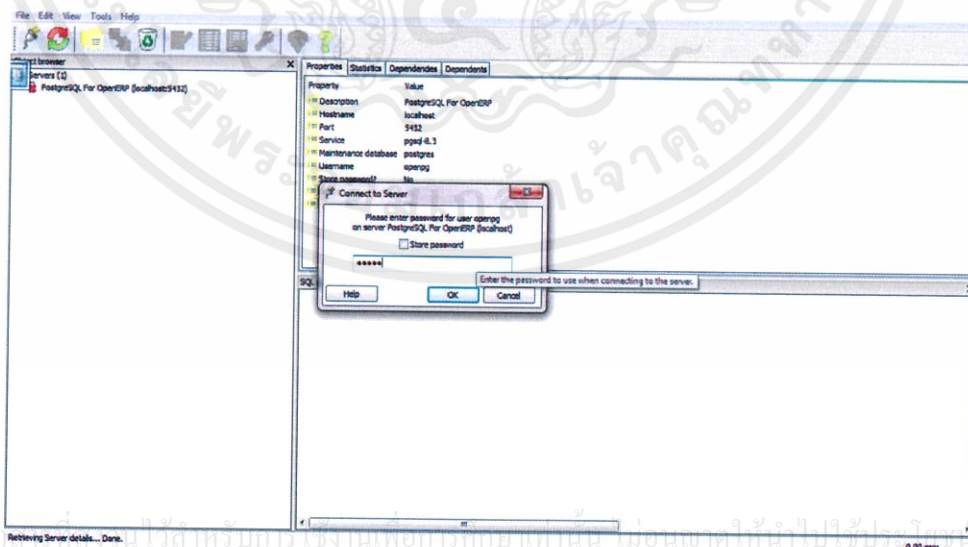 File Edit View Tools Help
Servers (1)
PostgreSQL For OpenERP (localhost:5432)
Properties Statistics Dependencies Dependents
Property Value
Description PostgreSQL For OpenERP
Hostname localhost
Port 5432
Service pgsql-8.3
Maintenance database postgres
Username openpg
Store password? No
Connect to Server
Please enter password for user openpg
on server PostgreSQL For OpenERP (localhost)
Store password
*****
Enter the password to use when connecting to the server.
Help OK Cancel
SQL
Retrieving Server details... Done.